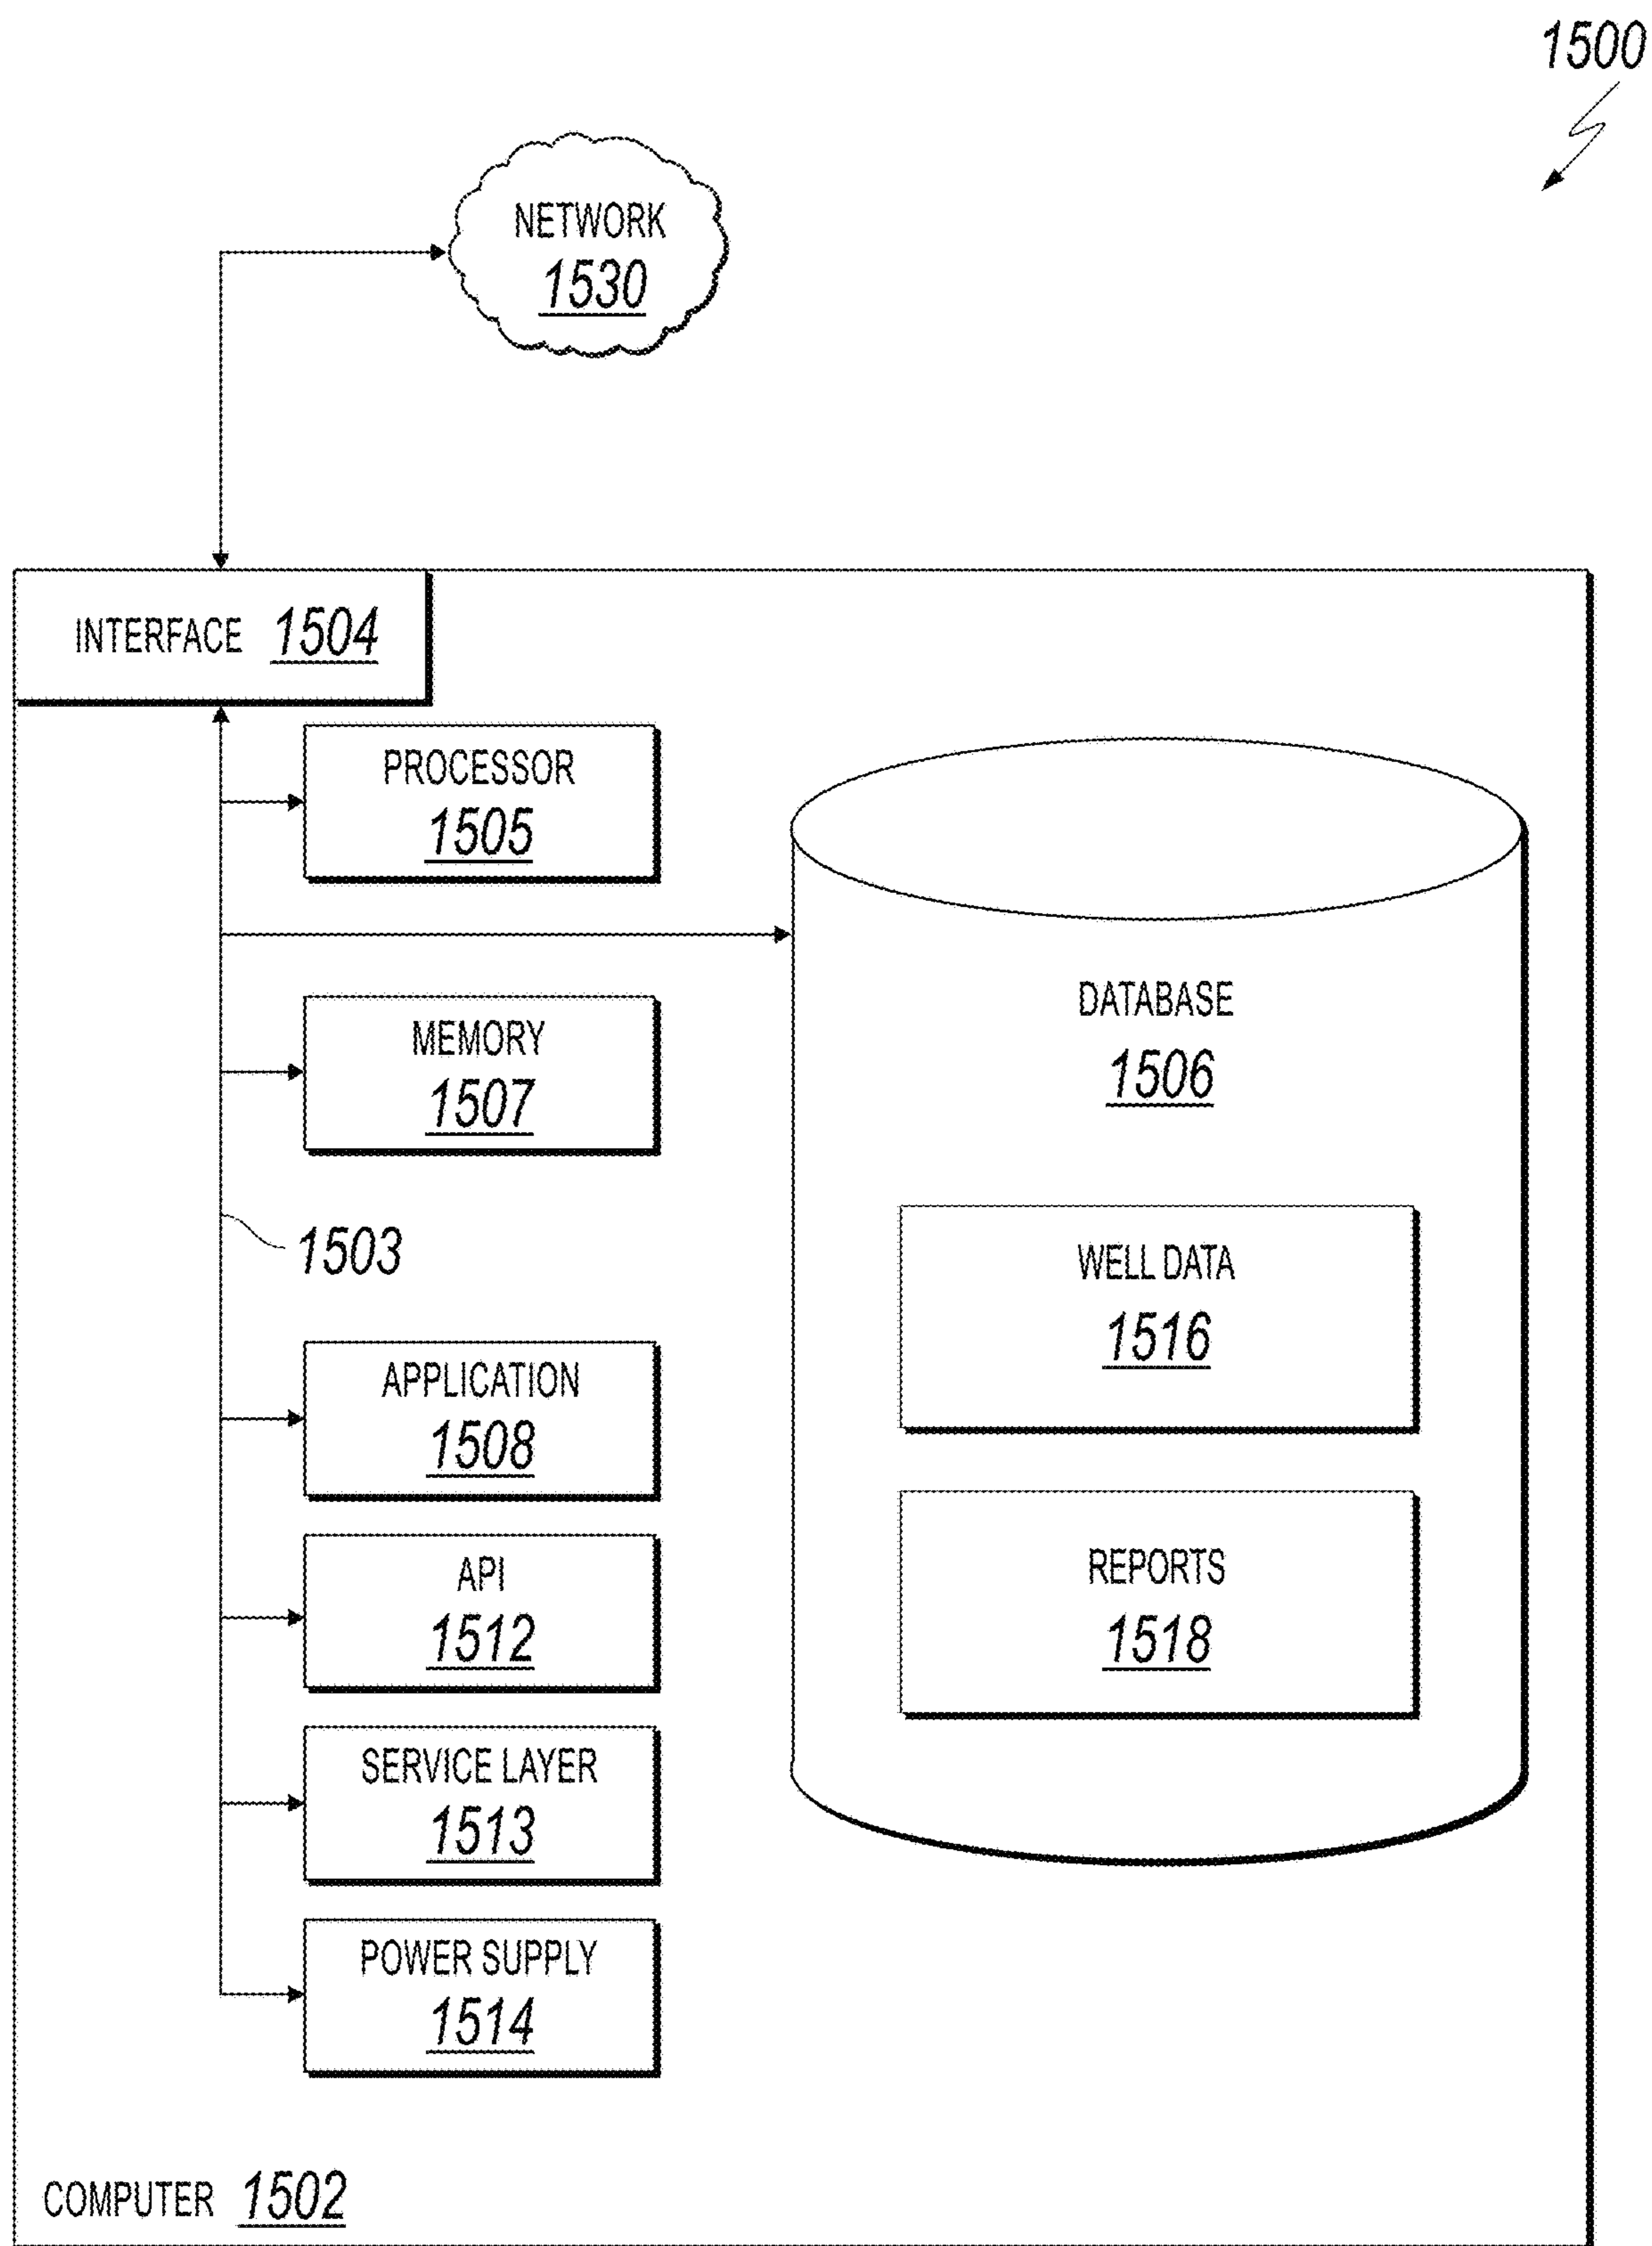 1500
NETWORK
1530
INTERFACE 1504
PROCESSOR
1505
MEMORY
1507
1503
APPLICATION
1508
API
1512
SERVICE LAYER
1513
POWER SUPPLY
1514
DATABASE
1506
WELL DATA
1516
REPORTS
1518
COMPUTER 1502